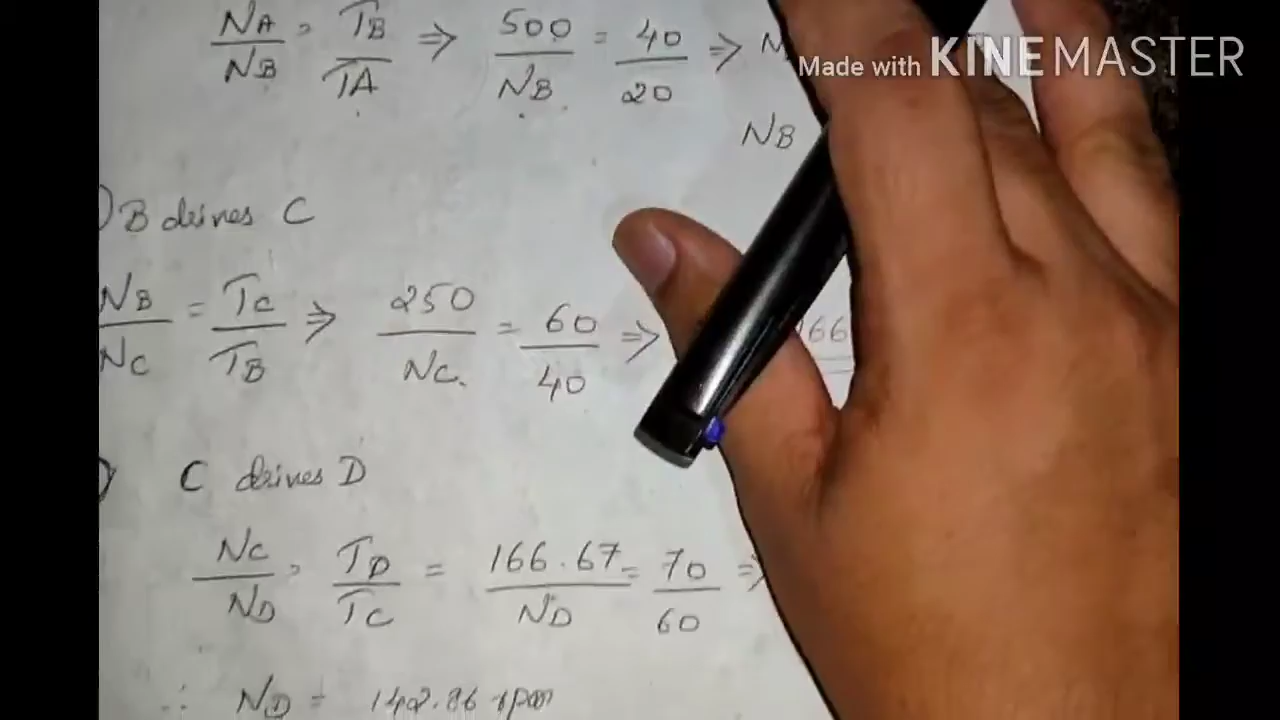 NA/NB = TB/TA ⇒ 500/NB = 40/20 ⇒ N
Made with KINEMASTER
NB
) B drives C
NB/NC = TC/TB ⇒ 250/NC. = 60/40 ⇒ 166
) C drives D
NC/ND = TD/TC = 166.67/ND = 70/60 ⇒
∴ ND = 142.86 rpm